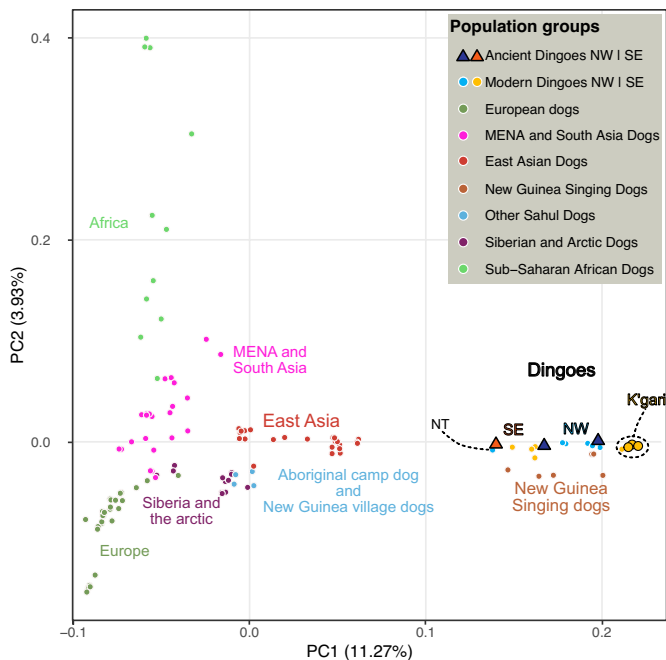 Population groups
Ancient Dingoes NW I SE
Modern Dingoes NW I SE
European dogs
MENA and South Asia Dogs
East Asian Dogs
New Guinea Singing Dogs
Other Sahul Dogs
Siberian and Arctic Dogs
Sub−Saharan African Dogs
0.4
0.2
0.0
PC2 (3.93%)
Africa
MENA and
South Asia
East Asia
Siberia and
the arctic
Aboriginal camp dog
and
New Guinea village dogs
Europe
Dingoes
NT
SE
NW
K'gari
New Guinea
Singing dogs
−0.1
0.0
0.1
0.2
PC1 (11.27%)